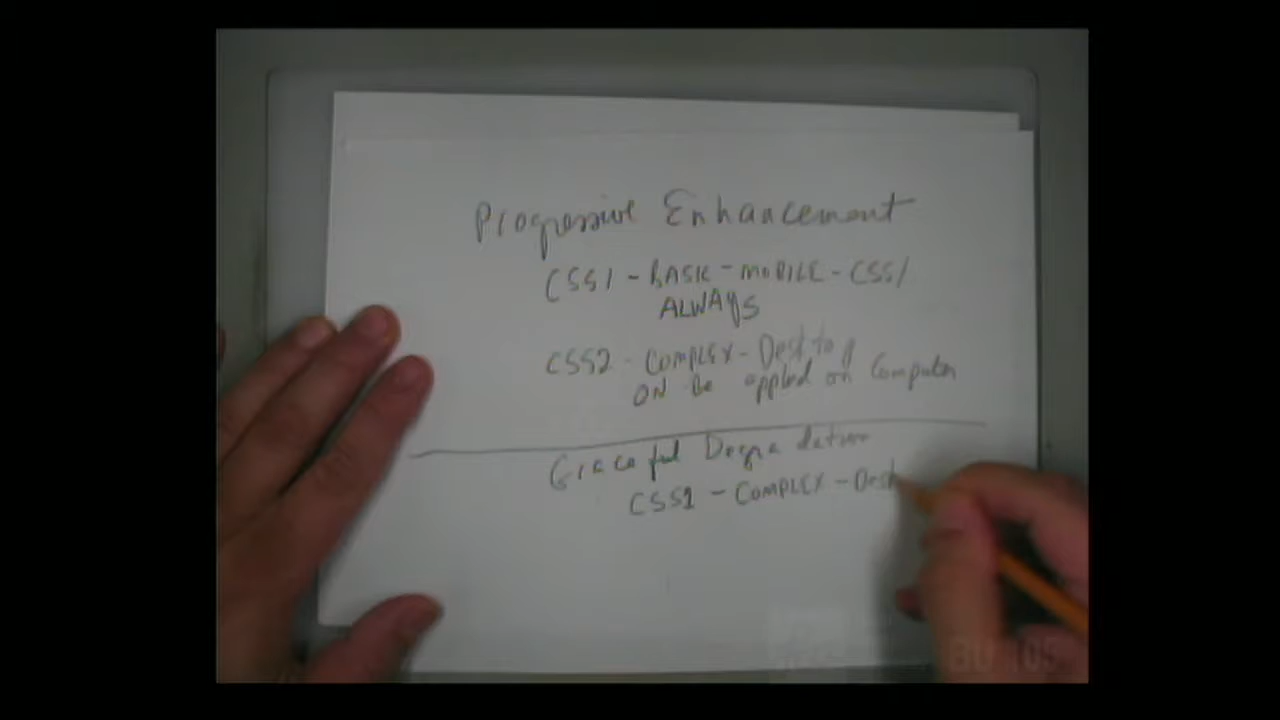 Progressive Enhancement
CSS1 - BASIC - MOBILE - CSS1
ALWAYS
CSS2 - COMPLEX - Desktop
ON be applied on Computer
Graceful Degradation
CSS1 - COMPLEX - Desk